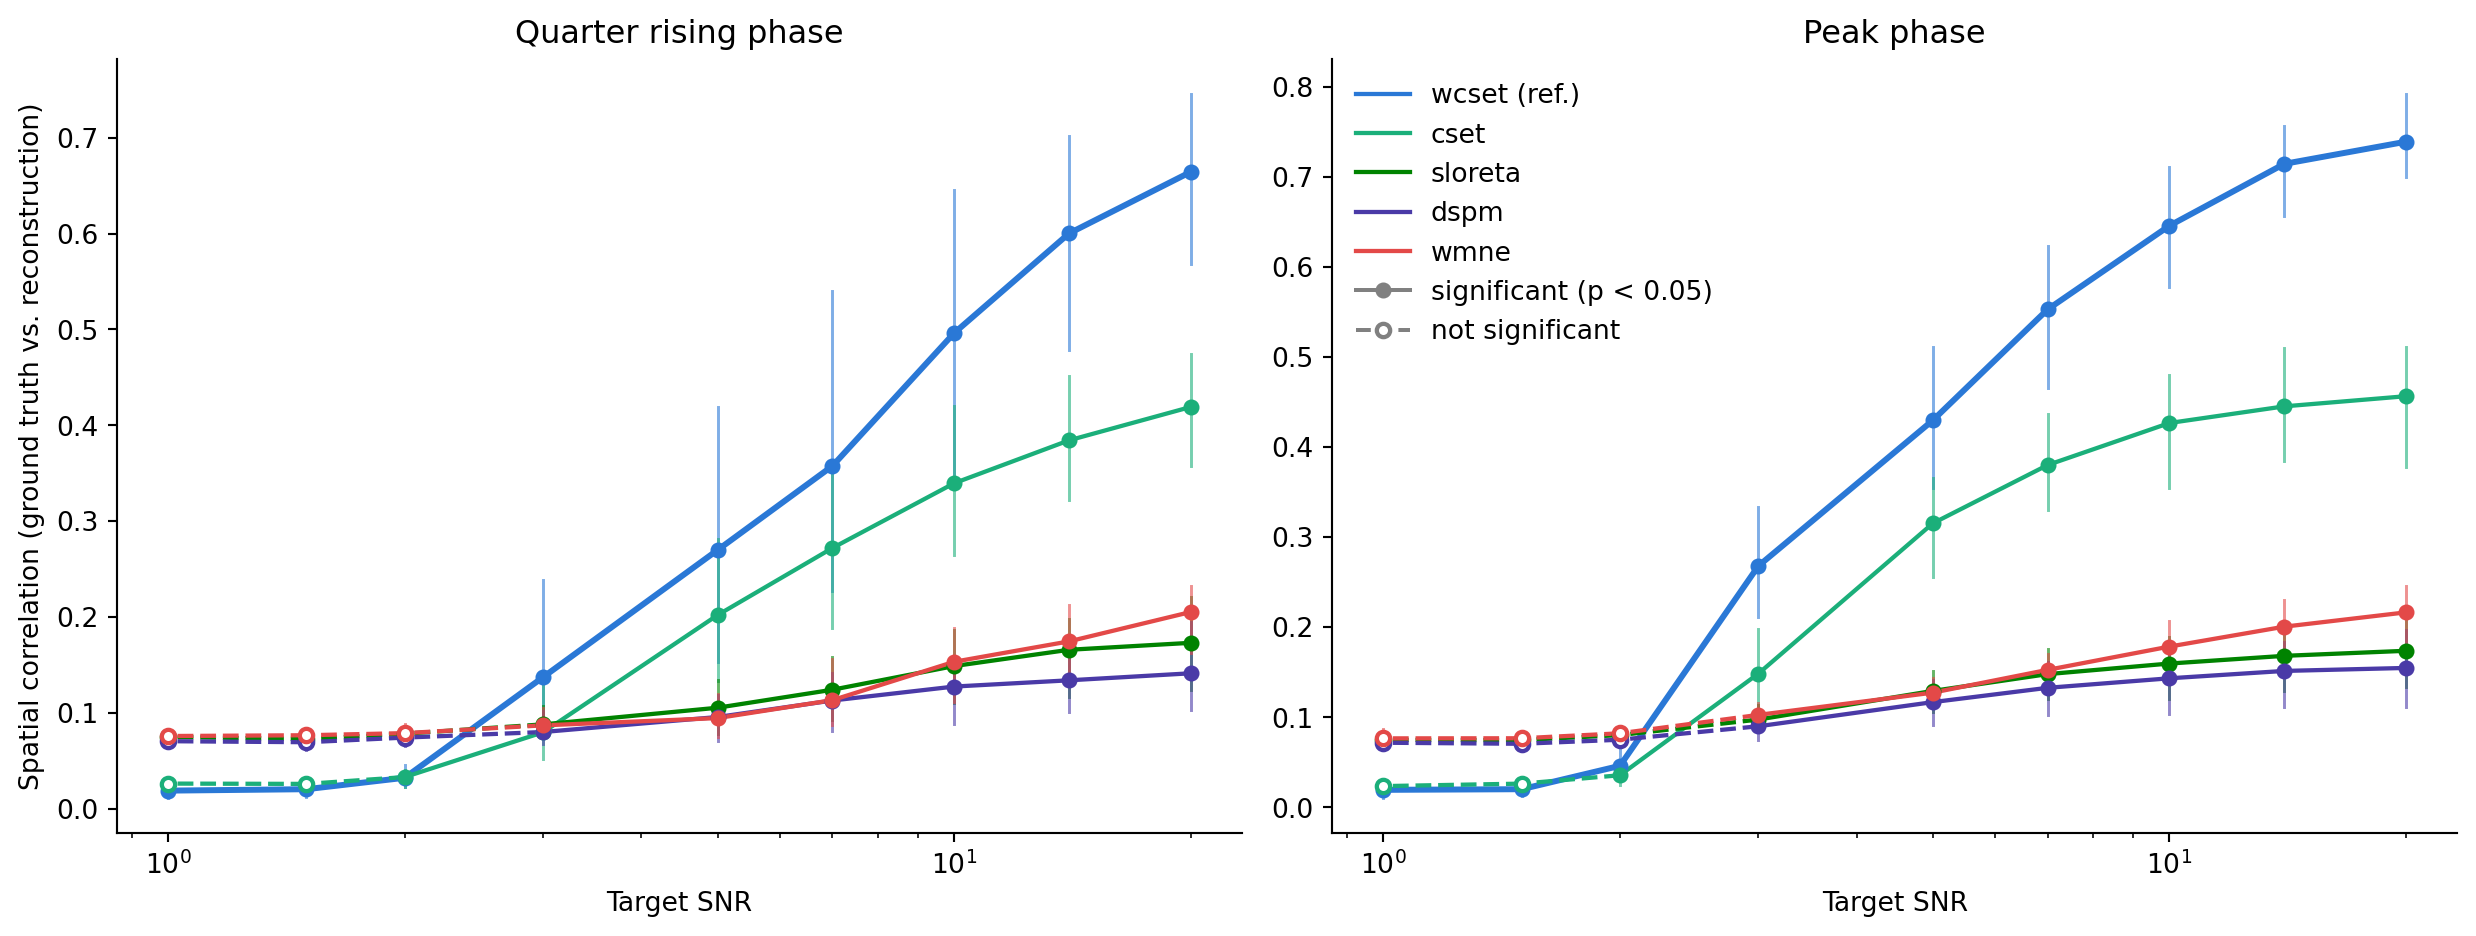 Quarter rising phase
Spatial correlation (ground truth vs. reconstruction)
0.7
0.6
0.5
0.4
0.3
0.2
0.1
0.0
10⁰
10¹
Target SNR
Peak phase
0.8
0.7
0.6
0.5
0.4
0.3
0.2
0.1
0.0
wcset (ref.)
cset
sloreta
dspm
wmne
significant (p < 0.05)
not significant
10⁰
10¹
Target SNR